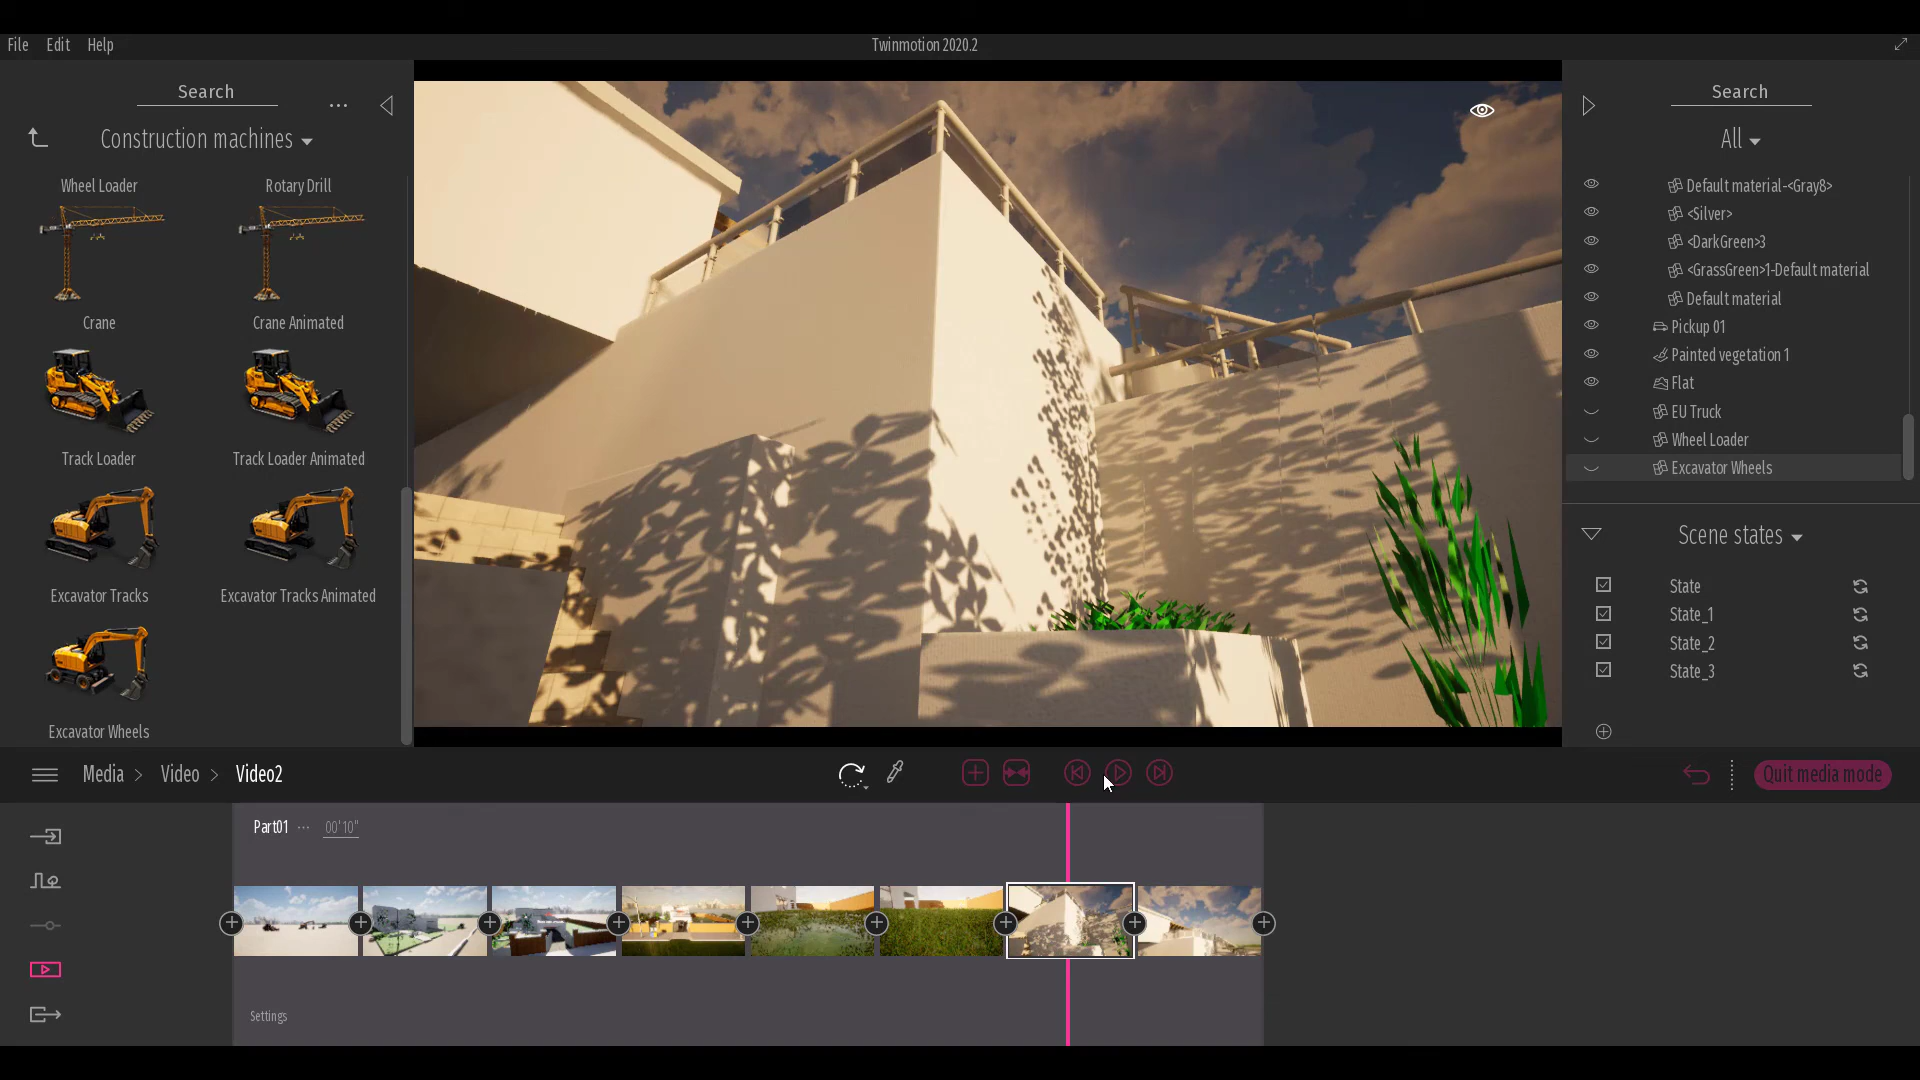 File Edit Help
Twinmotion 2020.2
Search
...
Construction machines
Wheel Loader
Rotary Drill
Crane
Crane Animated
Track Loader
Track Loader Animated
Excavator Tracks
Excavator Tracks Animated
Excavator Wheels
Search
All
Default material-<Gray8>
<Silver>
<DarkGreen>3
<GrassGreen>1-Default material
Default material
Pickup 01
Painted vegetation 1
Flat
EU Truck
Wheel Loader
Excavator Wheels
Scene states
State
State_1
State_2
State_3
Media > Video > Video2
Quit media mode
Part01 ... 00'10"
Settings